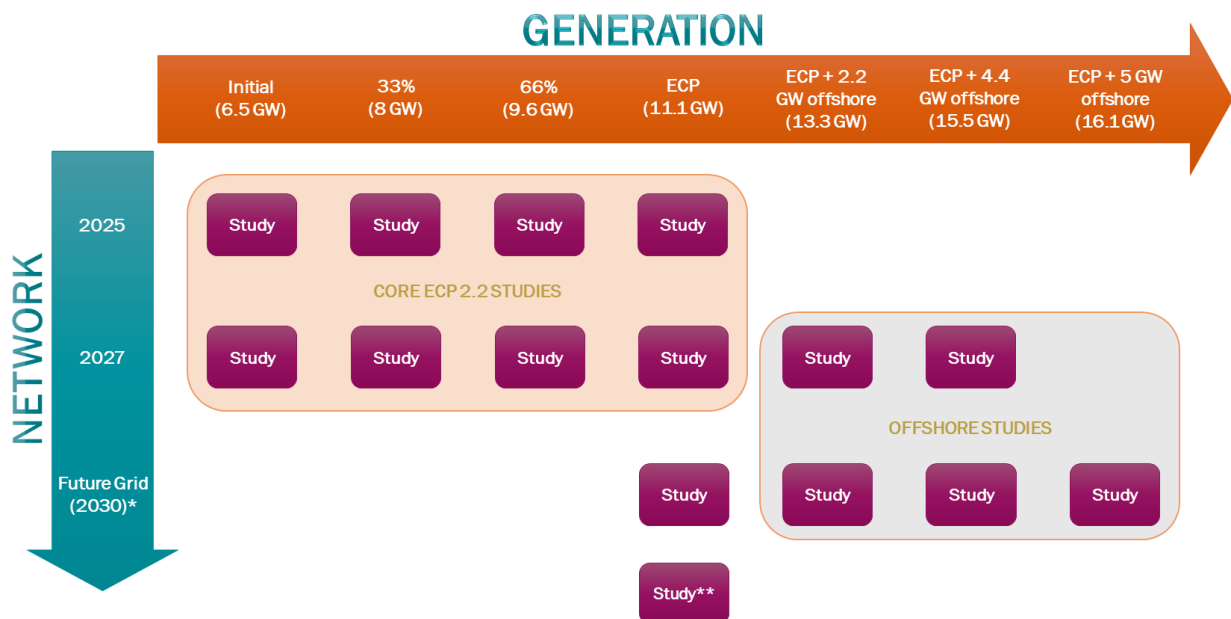 GENERATION
Initial
(6.5 GW)
33%
(8 GW)
66%
(9.6 GW)
ECP
(11.1 GW)
ECP + 2.2
GW offshore
(13.3 GW)
ECP + 4.4
GW offshore
(15.5 GW)
ECP + 5 GW
offshore
(16.1 GW)
NETWORK
2025
Study
Study
Study
Study
CORE ECP 2.2 STUDIES
2027
Study
Study
Study
Study
Study
Study
OFFSHORE STUDIES
Future Grid
(2030)*
Study
Study
Study
Study
Study**